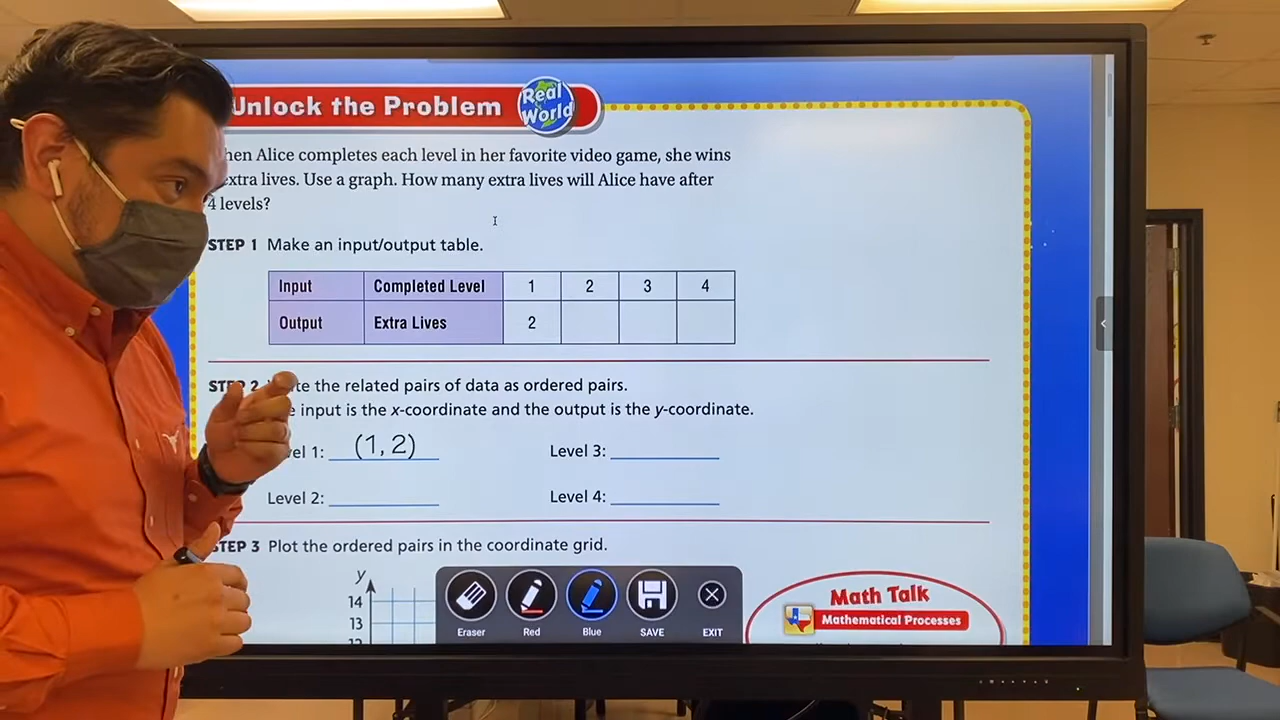 Unlock the Problem
Real World
Alice completes each level in her favorite video game, she wins
extra lives. Use a graph. How many extra lives will Alice have after
4 levels?
STEP 1 Make an input/output table.
Input Completed Level 1 2 3 4
Output Extra Lives 2
STEP 2 the related pairs of data as ordered pairs.
input is the x-coordinate and the output is the y-coordinate.
1: (1, 2) Level 3:
Level 2: Level 4:
STEP 3 Plot the ordered pairs in the coordinate grid.
y
14
13
Math Talk
Mathematical Processes
Eraser Red Blue SAVE EXIT